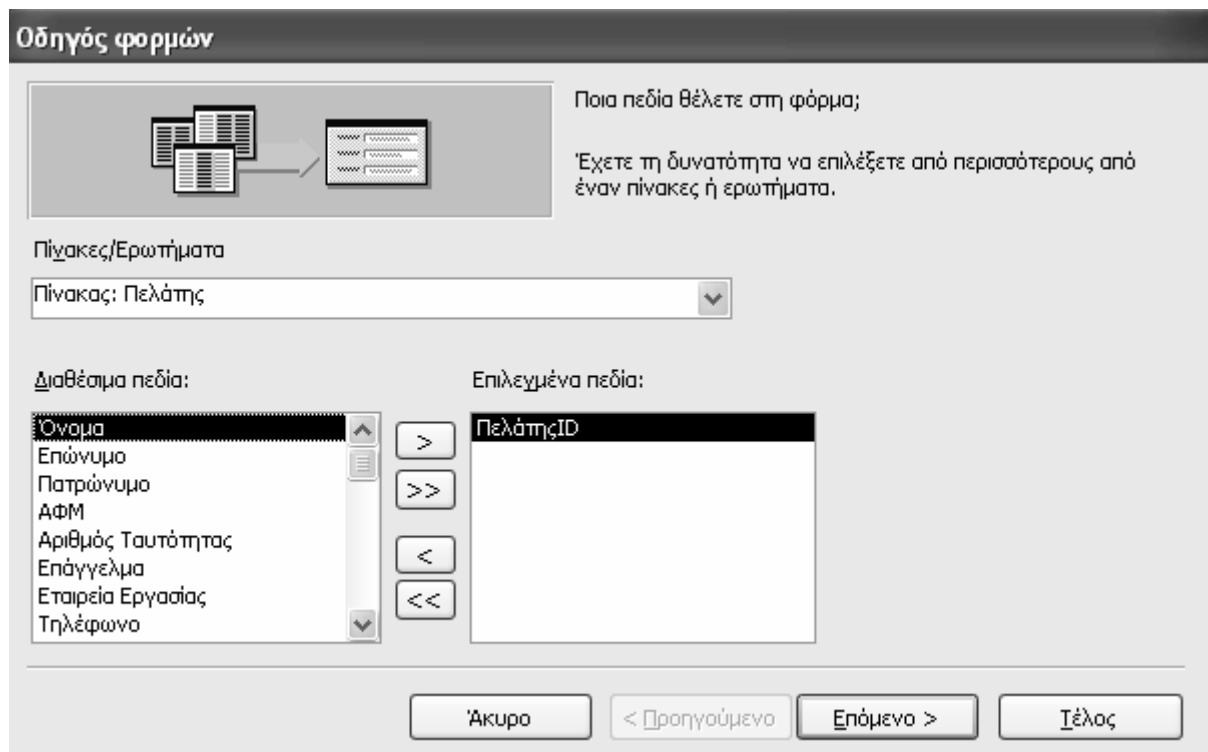 Οδηγός φορμών
Ποια πεδία θέλετε στη φόρμα;
Έχετε τη δυνατότητα να επιλέξετε από περισσότερους από
έναν πίνακες ή ερωτήματα.
Πίνακες/Ερωτήματα
Πίνακας: Πελάτης
Διαθέσιμα πεδία:
Επιλεγμένα πεδία:
Όνομα
Επώνυμο
Πατρώνυμο
ΑΦΜ
Αριθμός Ταυτότητας
Επάγγελμα
Εταιρεία Εργασίας
Τηλέφωνο
>
>>
<
<<
ΠελάτηςID
Άκυρο
< Προηγούμενο
Επόμενο >
Τέλος